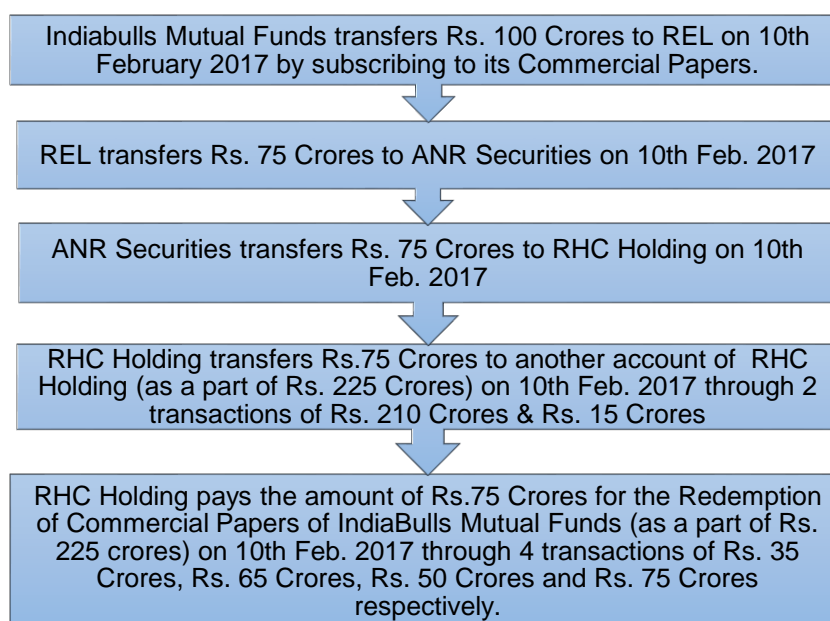 Indiabulls Mutual Funds transfers Rs. 100 Crores to REL on 10th
February 2017 by subscribing to its Commercial Papers.
REL transfers Rs. 75 Crores to ANR Securities on 10th Feb. 2017
ANR Securities transfers Rs. 75 Crores to RHC Holding on 10th
Feb. 2017
RHC Holding transfers Rs.75 Crores to another account of RHC
Holding (as a part of Rs. 225 Crores) on 10th Feb. 2017 through 2
transactions of Rs. 210 Crores & Rs. 15 Crores
RHC Holding pays the amount of Rs.75 Crores for the Redemption
of Commercial Papers of IndiaBulls Mutual Funds (as a part of Rs.
225 crores) on 10th Feb. 2017 through 4 transactions of Rs. 35
Crores, Rs. 65 Crores, Rs. 50 Crores and Rs. 75 Crores
respectively.